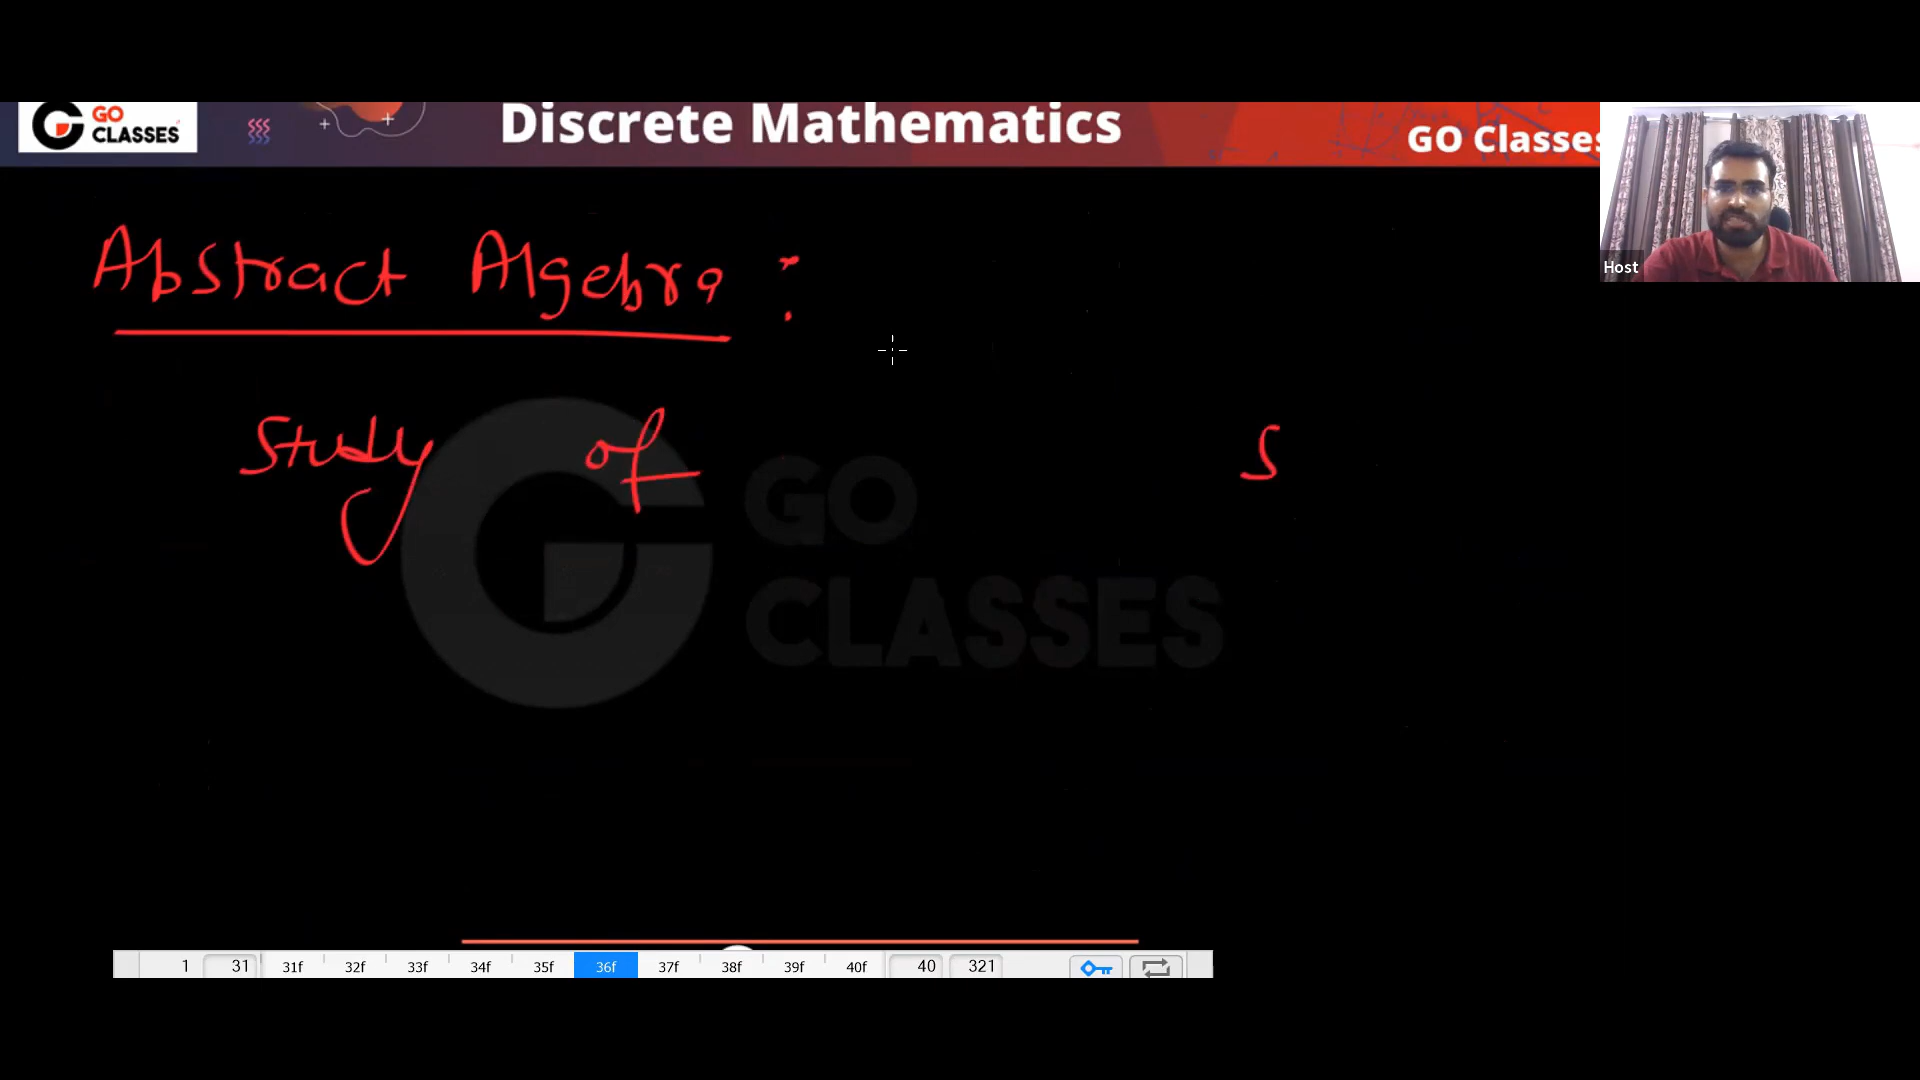 GO
CLASSES
Discrete Mathematics
GO Classes
Host
Abstract Algebra :
Study of S
GO
CLASSES
1 31 31f 32f 33f 34f 35f 36f 37f 38f 39f 40f 40 321